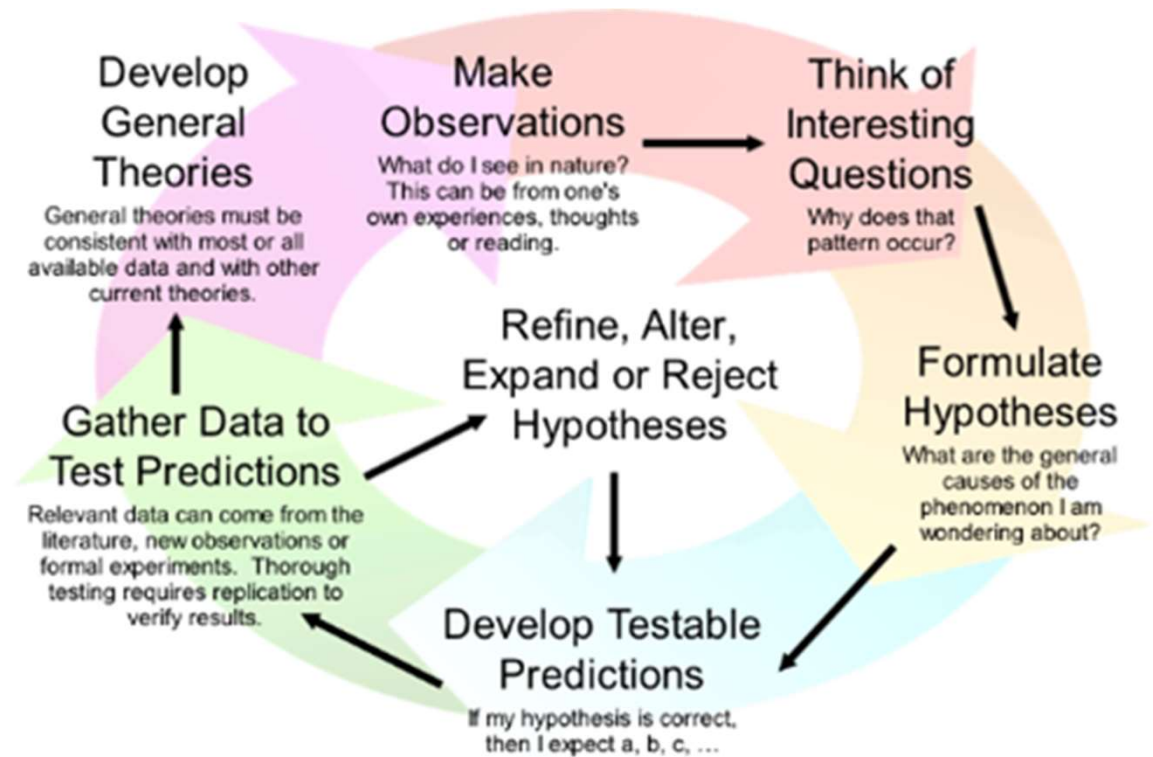 Develop
General
Theories
General theories must be
consistent with most or all
available data and with other
current theories.
Make
Observations
What do I see in nature?
This can be from one's
own experiences, thoughts
or reading.
Think of
Interesting
Questions
Why does that
pattern occur?
Refine, Alter,
Expand or Reject
Hypotheses
Formulate
Hypotheses
What are the general
causes of the
phenomenon I am
wondering about?
Gather Data to
Test Predictions
Relevant data can come from the
literature, new observations or
formal experiments. Thorough
testing requires replication to
verify results.
Develop Testable
Predictions
If my hypothesis is correct,
then I expect a, b, c, ...